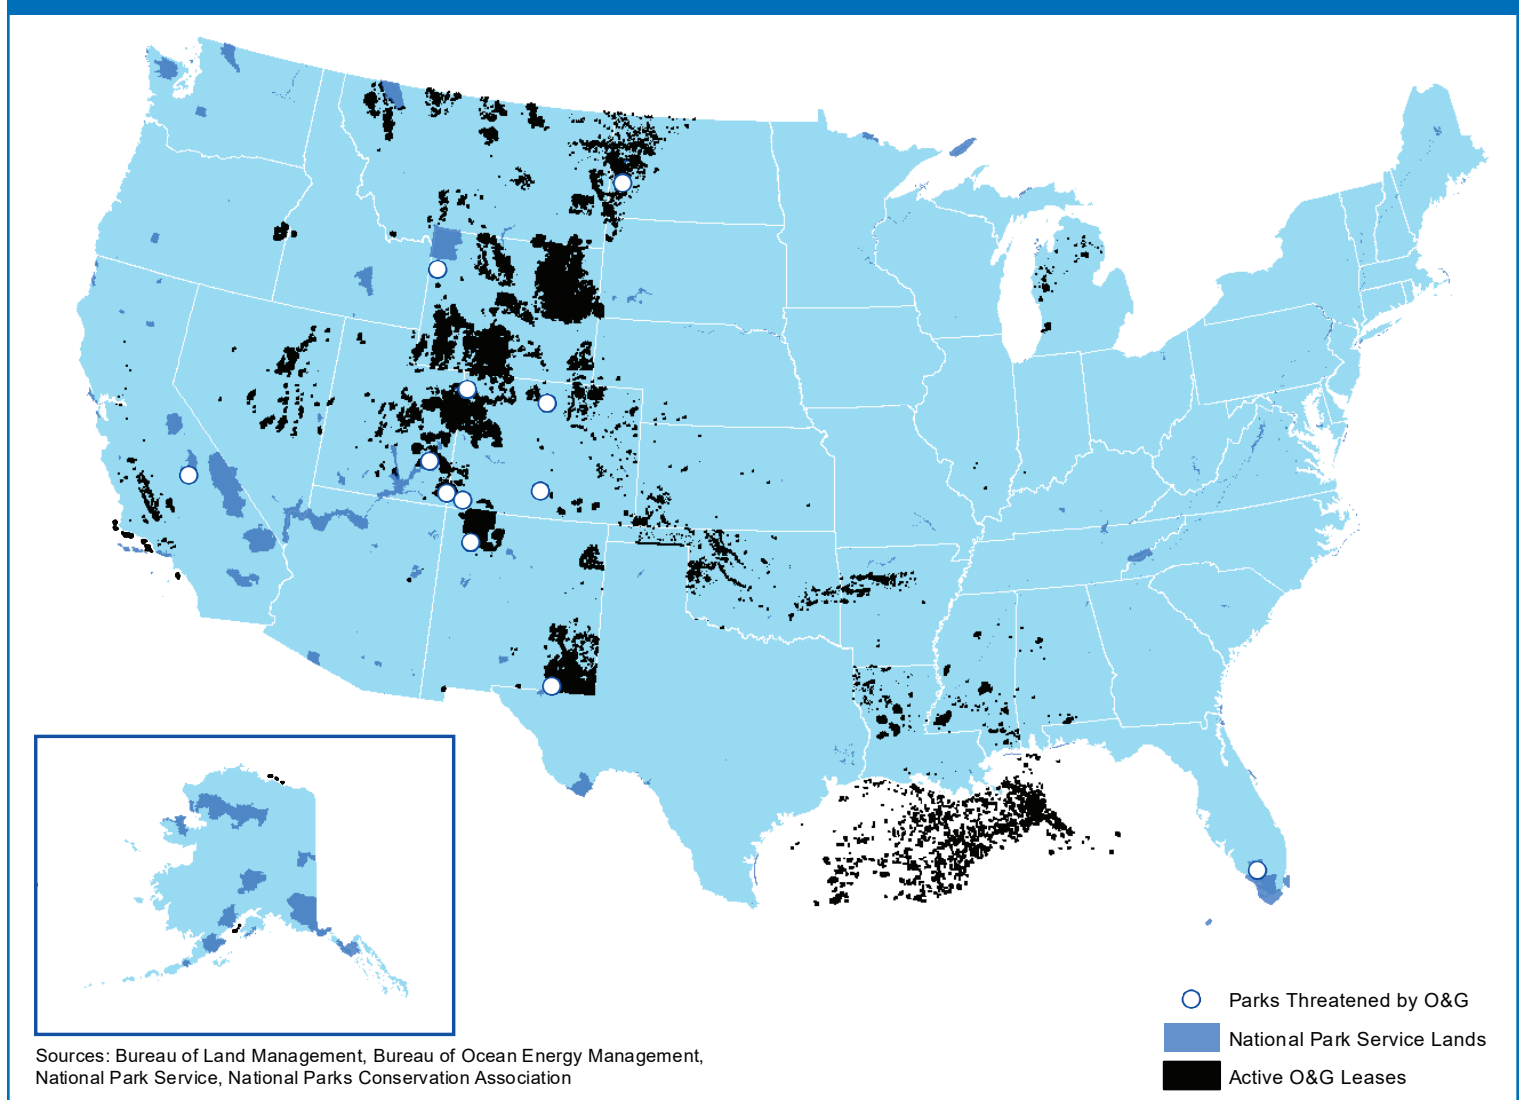 Parks Threatened by O&G
National Park Service Lands
Active O&G Leases
Sources: Bureau of Land Management, Bureau of Ocean Energy Management,
National Park Service, National Parks Conservation Association